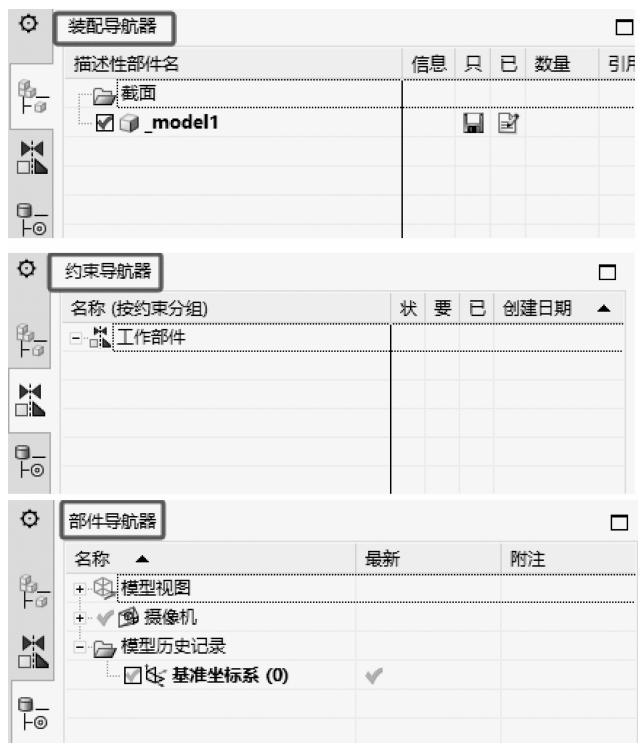 装配导航器
描述性部件名 信息 只 已 数量 引用
截面
_model1
约束导航器
名称 (按约束分组) 状 要 已 创建日期
工作部件
部件导航器
名称 最新 附注
模型视图
摄像机
模型历史记录
基准坐标系 (0)